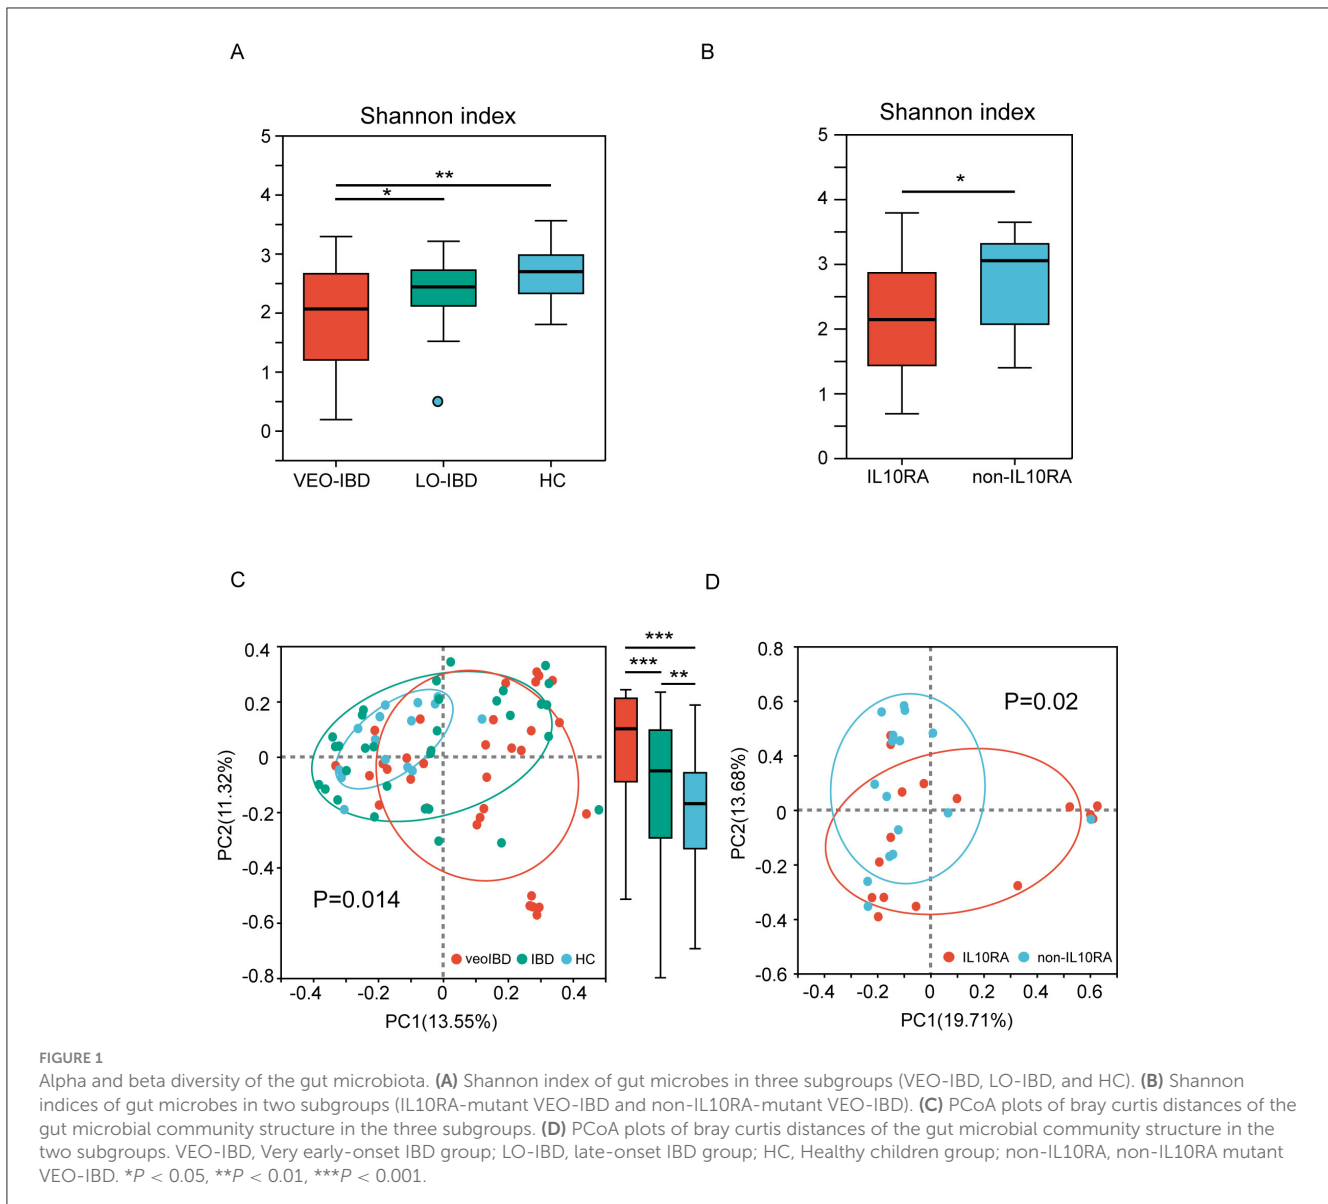 A
B
Shannon index
5
4
3
2
1
0
**
*
VEO-IBD LO-IBD HC
Shannon index
5
4
3
2
1
0
*
IL10RA non-IL10RA
C
D
0.4
0.2
0
-0.2
-0.4
-0.6
-0.8
PC2(11.32%)
P=0.014
veoIBD IBD HC
-0.4 -0.2 0 0.2 0.4
PC1(13.55%)
***
***
**
0.8
0.6
0.4
0.2
0
-0.2
-0.4
-0.6
PC2(13.68%)
P=0.02
IL10RA non-IL10RA
-0.4 -0.2 0 0.2 0.4 0.6
PC1(19.71%)
FIGURE 1
Alpha and beta diversity of the gut microbiota. (A) Shannon index of gut microbes in three subgroups (VEO-IBD, LO-IBD, and HC). (B) Shannon
indices of gut microbes in two subgroups (IL10RA-mutant VEO-IBD and non-IL10RA-mutant VEO-IBD). (C) PCoA plots of bray curtis distances of the
gut microbial community structure in the three subgroups. (D) PCoA plots of bray curtis distances of the gut microbial community structure in the
two subgroups. VEO-IBD, Very early-onset IBD group; LO-IBD, late-onset IBD group; HC, Healthy children group; non-IL10RA, non-IL10RA mutant
VEO-IBD. *P < 0.05, **P < 0.01, ***P < 0.001.